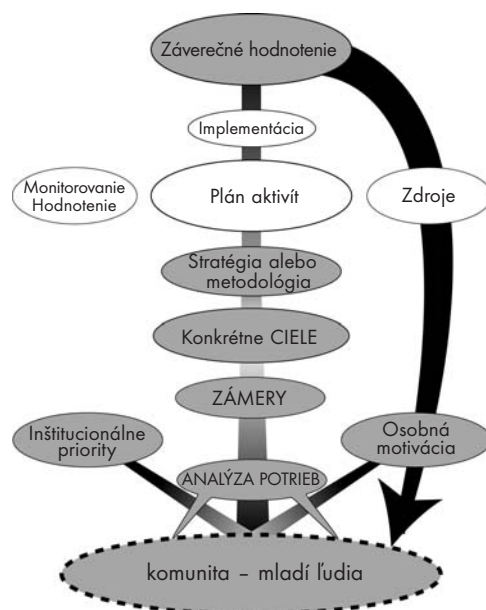 Záverečné hodnotenie
Implementácia
Monitorovanie
Hodnotenie
Plán aktivít
Zdroje
Stratégia alebo
metodológia
Konkrétne CIELE
ZÁMERY
Inštitucionálne
priority
Osobná
motivácia
ANALÝZA POTRIEB
komunita – mladí ľudia